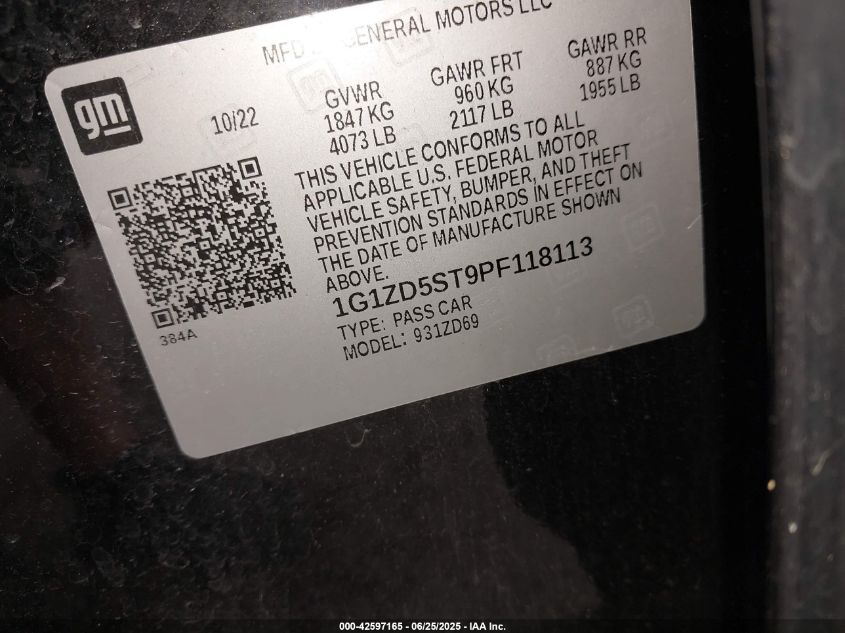 MFD BY GENERAL MOTORS LLC
gm
10/22
GVWR
1847 KG
4073 LB
GAWR FRT
960 KG
2117 LB
GAWR RR
887 KG
1955 LB
THIS VEHICLE CONFORMS TO ALL
APPLICABLE U.S. FEDERAL MOTOR
VEHICLE SAFETY, BUMPER, AND THEFT
PREVENTION STANDARDS IN EFFECT ON
THE DATE OF MANUFACTURE SHOWN
ABOVE.
1G1ZD5ST9PF118113
TYPE: PASS CAR
MODEL: 931ZD69
384A
000-42597165 - 06/25/2025 - IAA Inc.